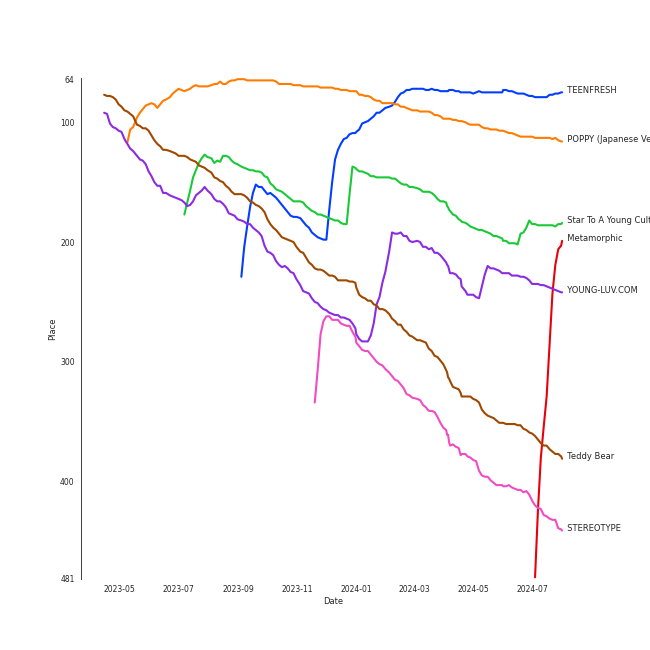 64
100
200
300
400
481
Place
2023-05 2023-07 2023-09 2023-11 2024-01 2024-03 2024-05 2024-07
Date
TEENFRESH
POPPY (Japanese Ve
Star To A Young Cult
Metamorphic
YOUNG-LUV.COM
Teddy Bear
STEREOTYPE